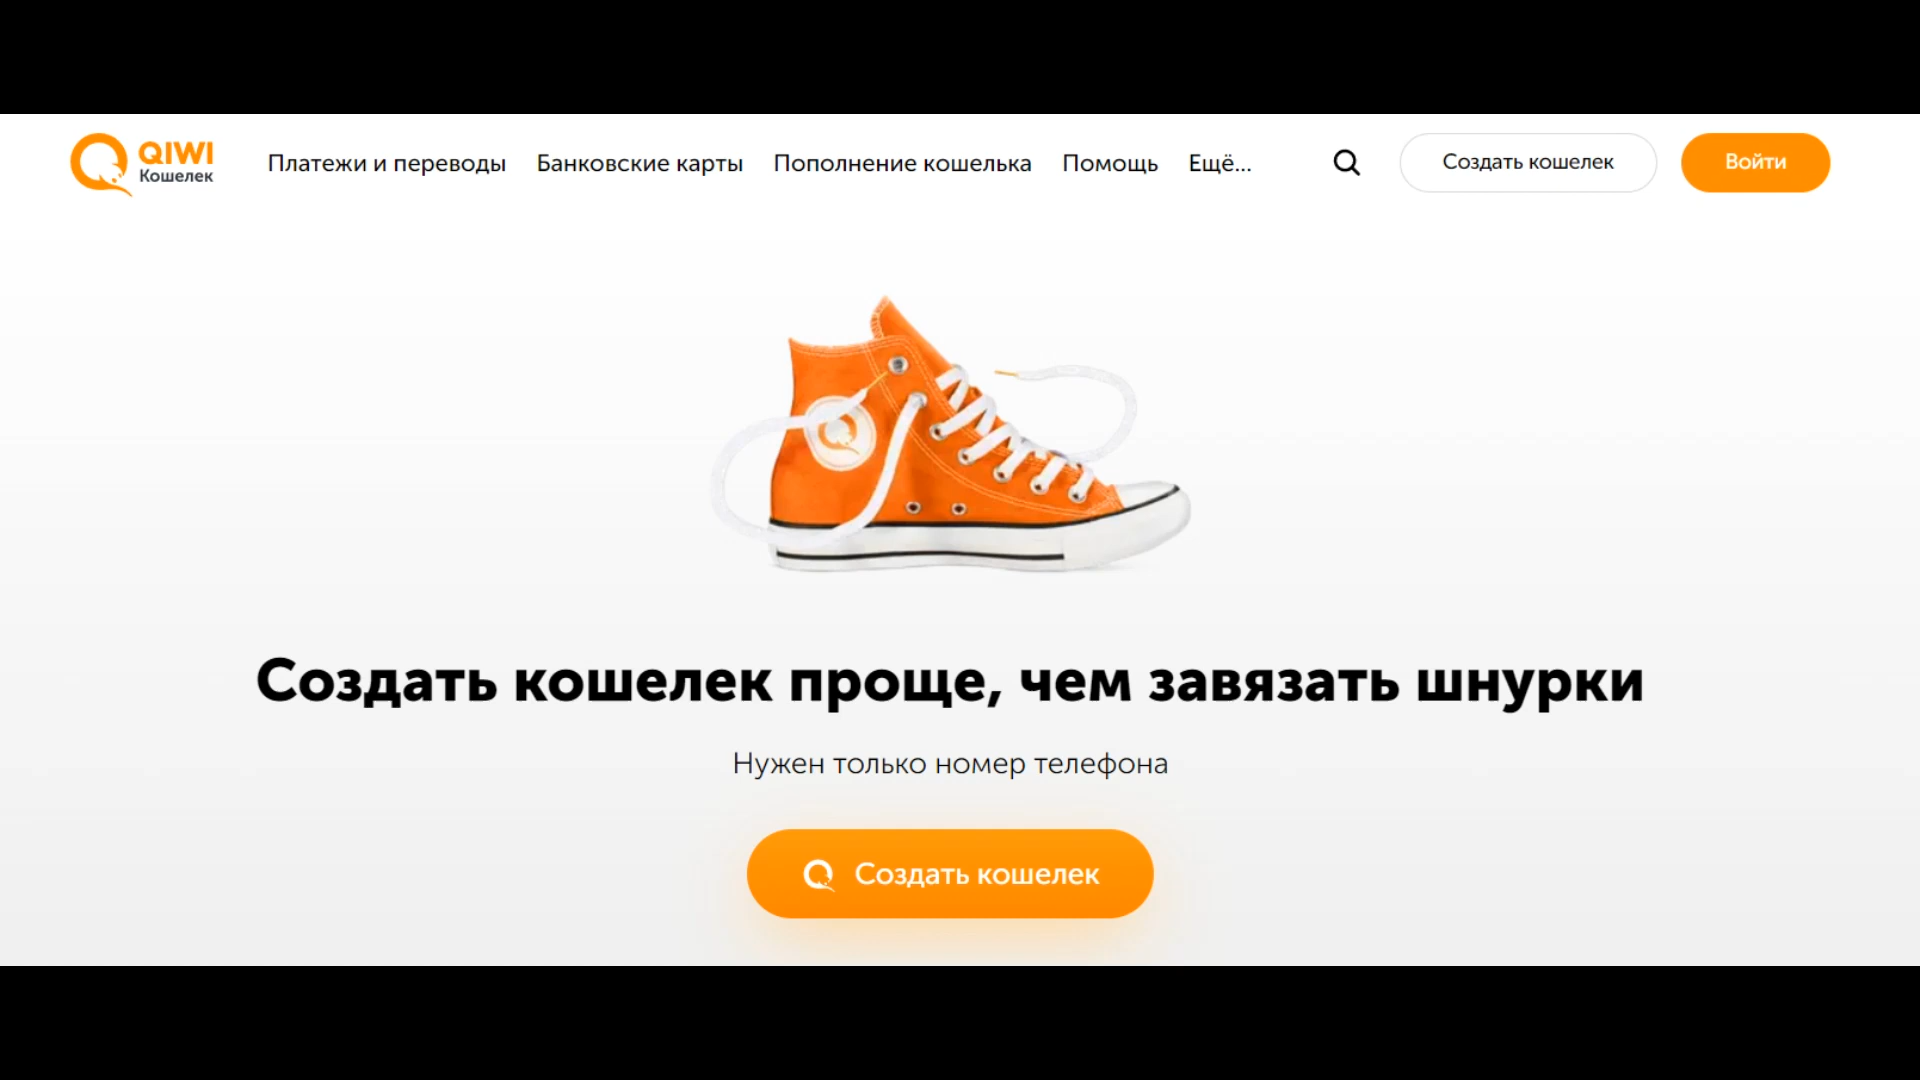 QIWI
Кошелек
Платежи и переводы Банковские карты Пополнение кошелька Помощь Ещё... Создать кошелек Войти
Создать кошелек проще, чем завязать шнурки
Нужен только номер телефона
Создать кошелек